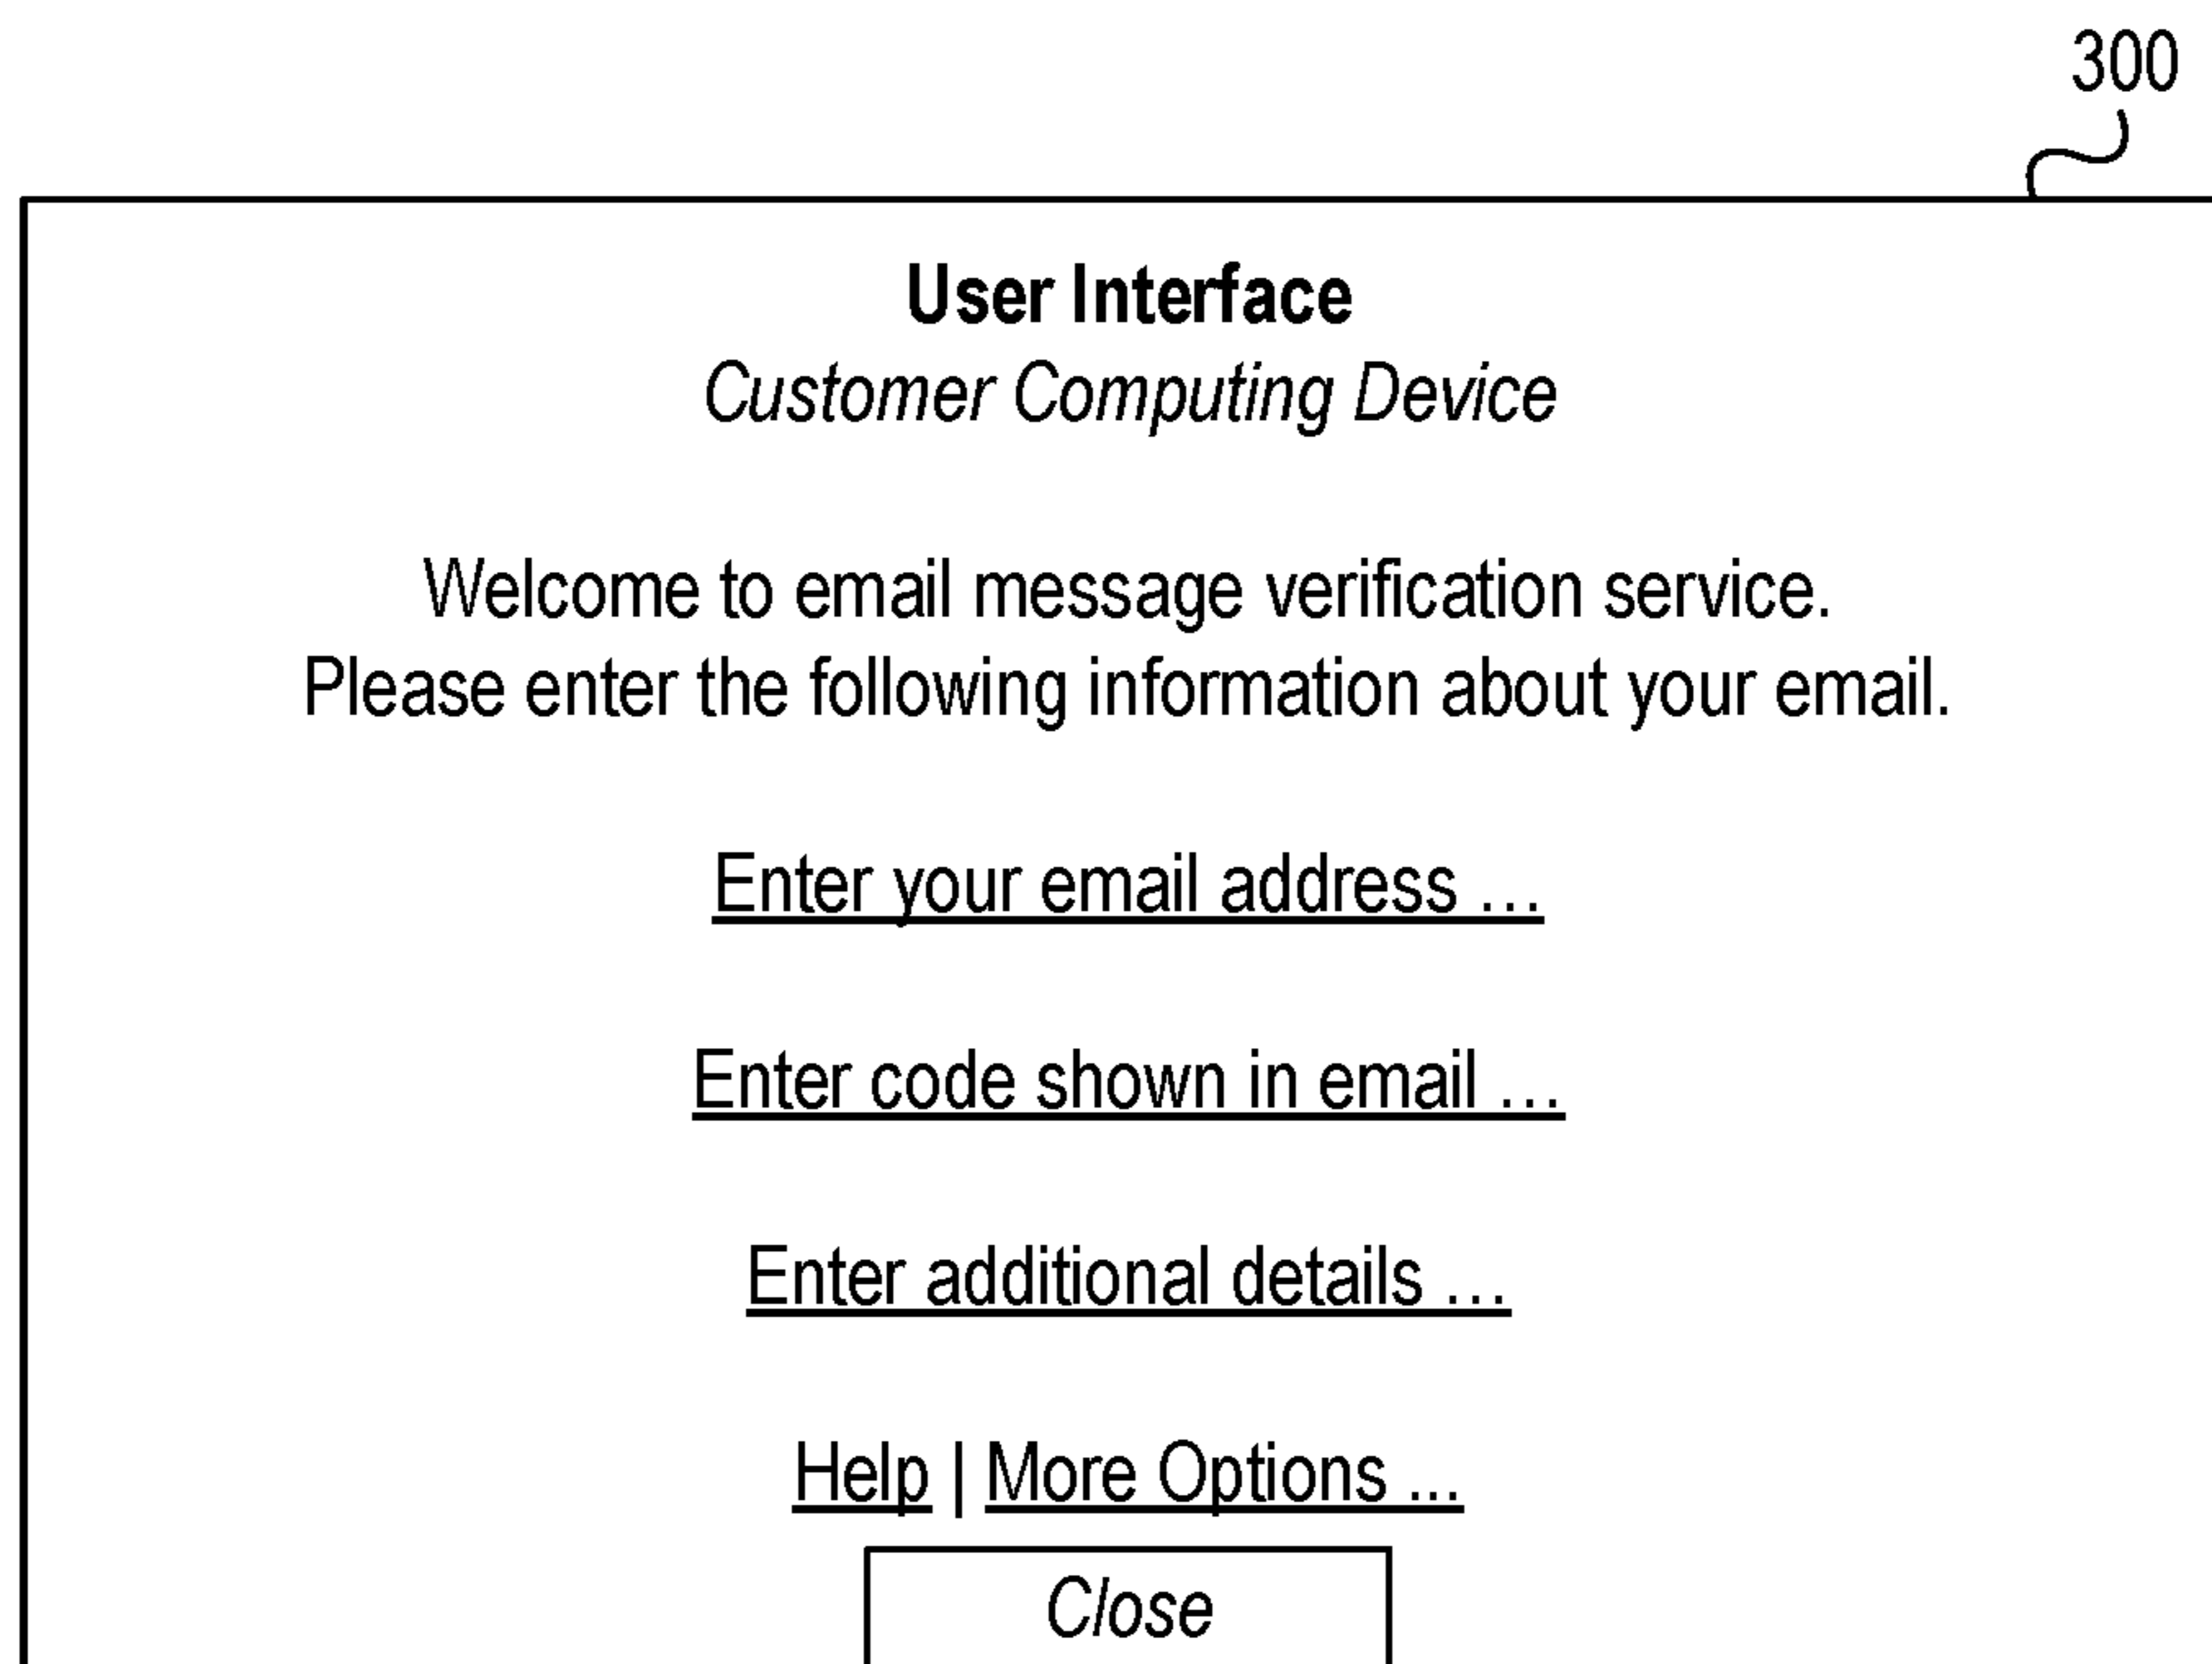 300
User Interface
Customer Computing Device
Welcome to email message verification service.
Please enter the following information about your email.
Enter your email address ...
Enter code shown in email ...
Enter additional details ...
Help | More Options ...
Close